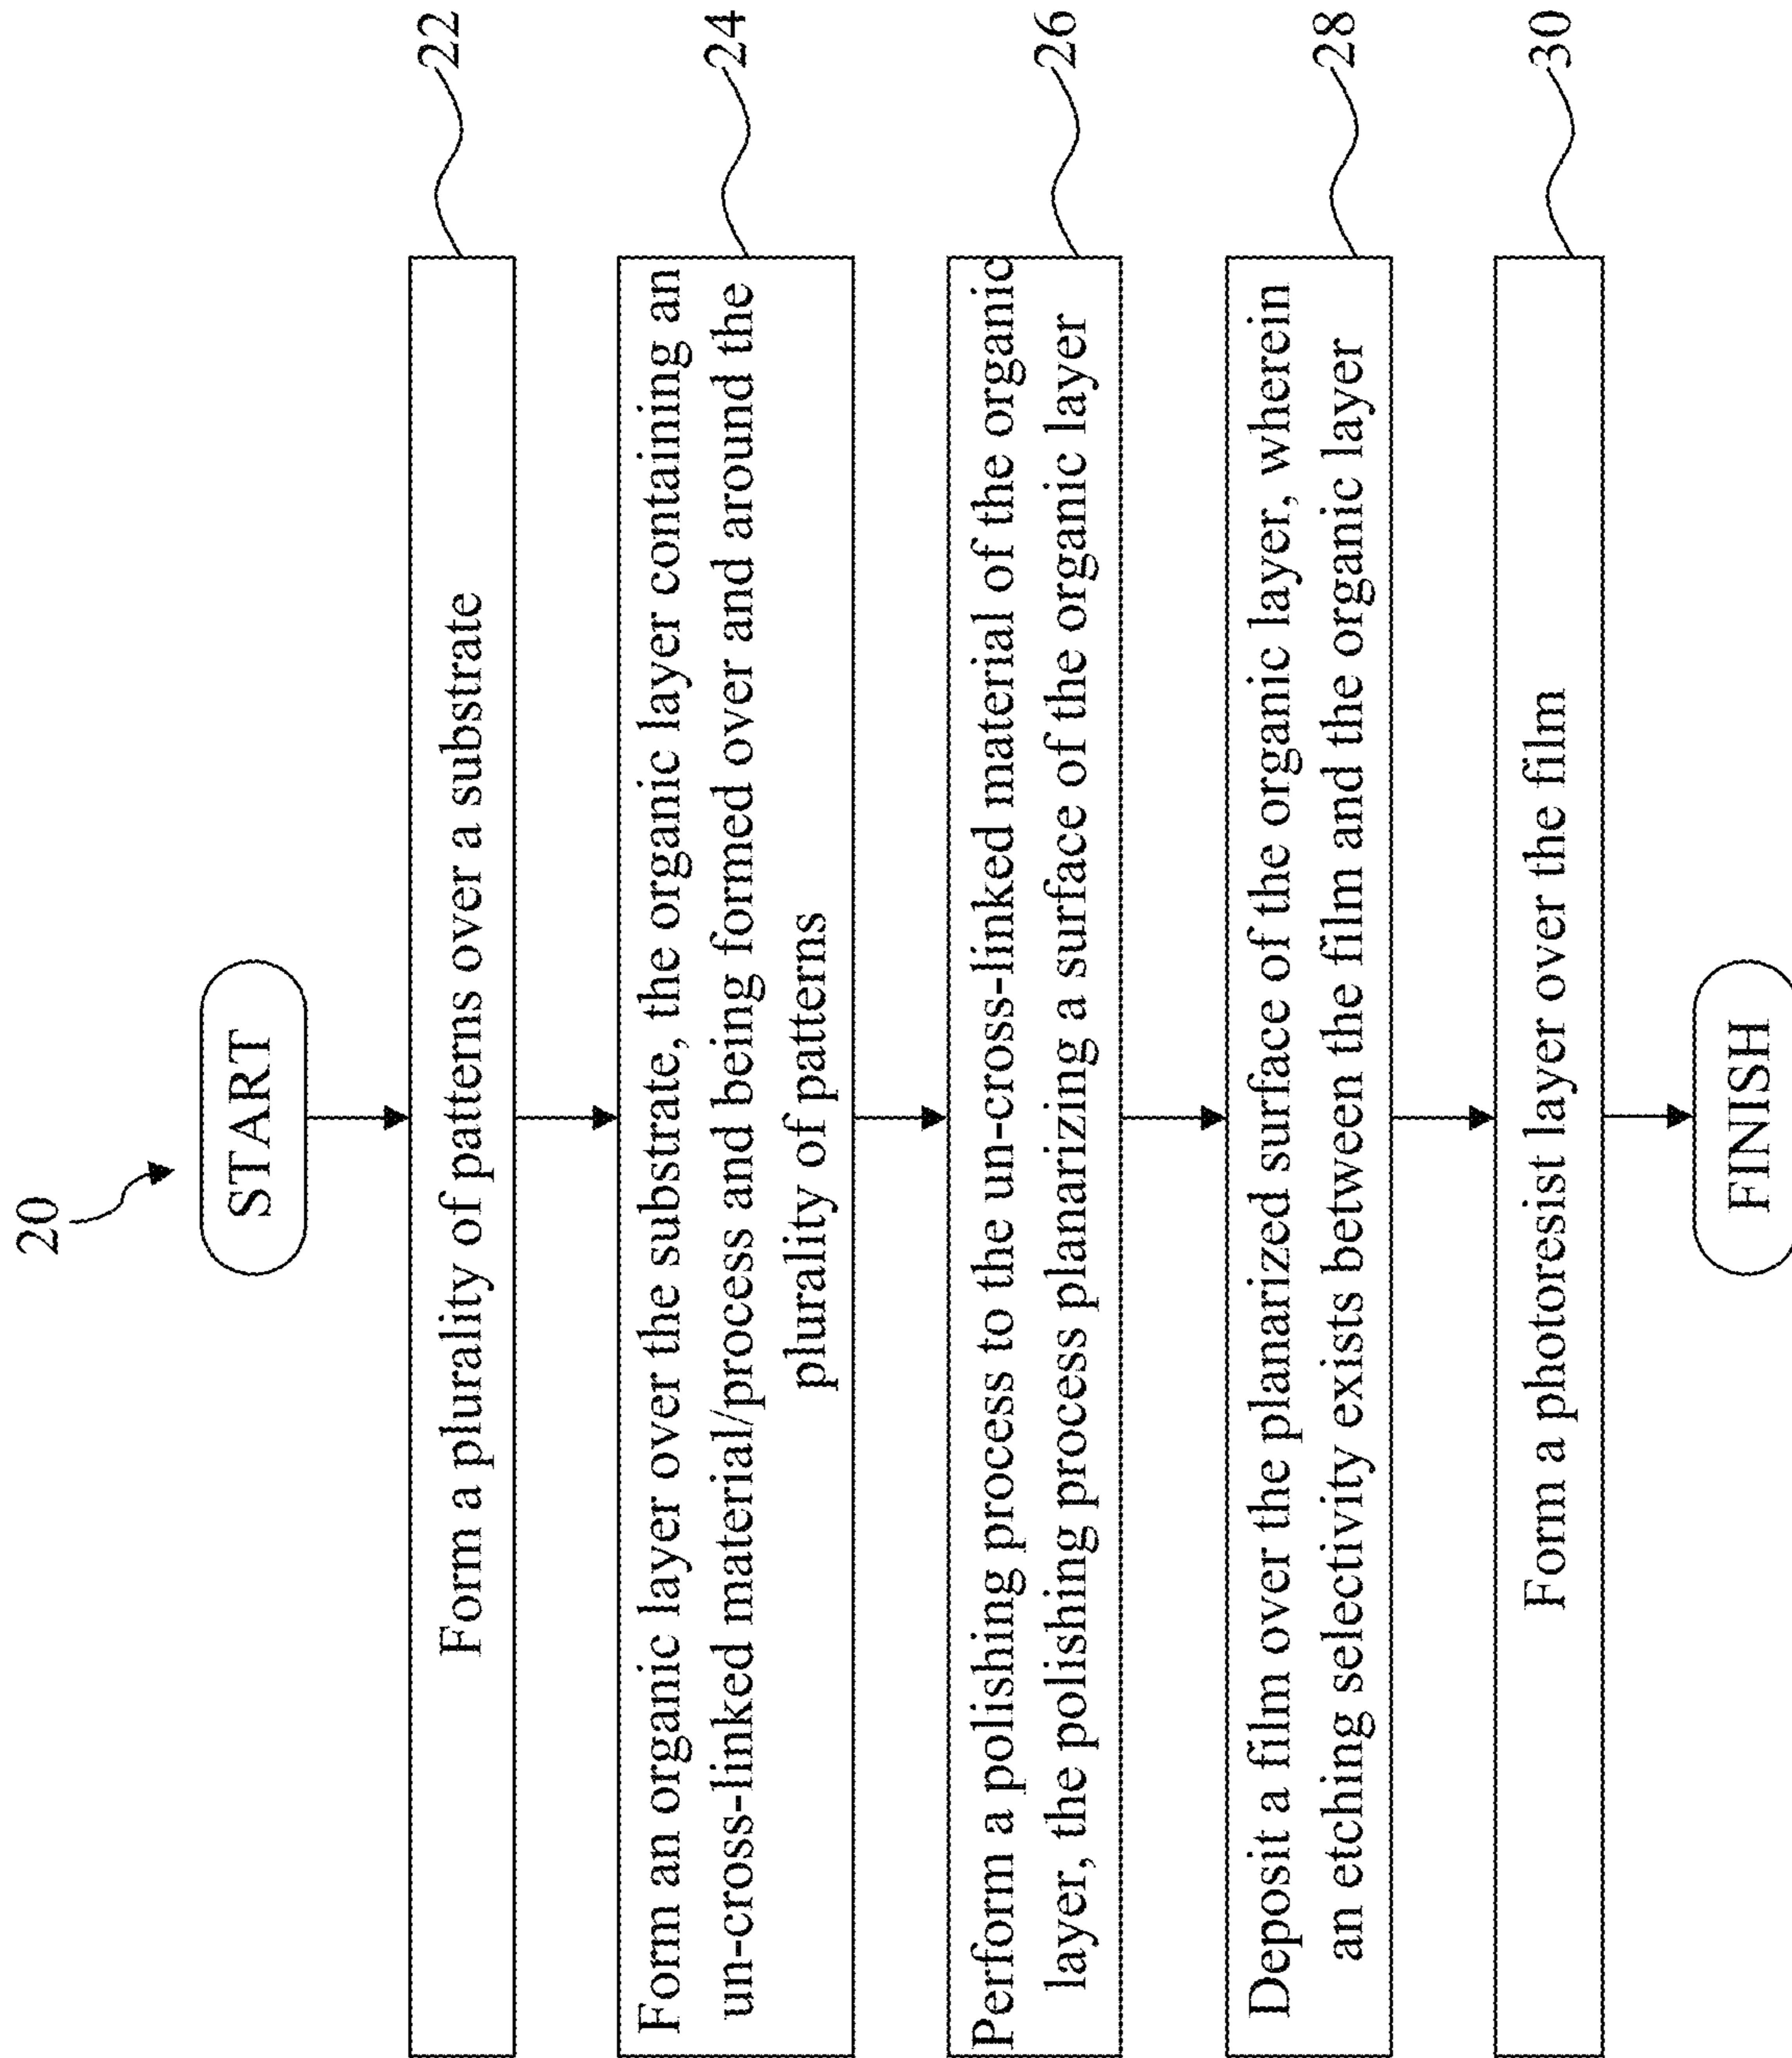 20
START
Form a plurality of patterns over a substrate
22
Form an organic layer over the substrate, the organic layer containing an
un-cross-linked material/process and being formed over and around the
plurality of patterns
24
Perform a polishing process to the un-cross-linked material of the organic
layer, the polishing process planarizing a surface of the organic layer
26
Deposit a film over the planarized surface of the organic layer, wherein
an etching selectivity exists between the film and the organic layer
28
Form a photoresist layer over the film
30
FINISH